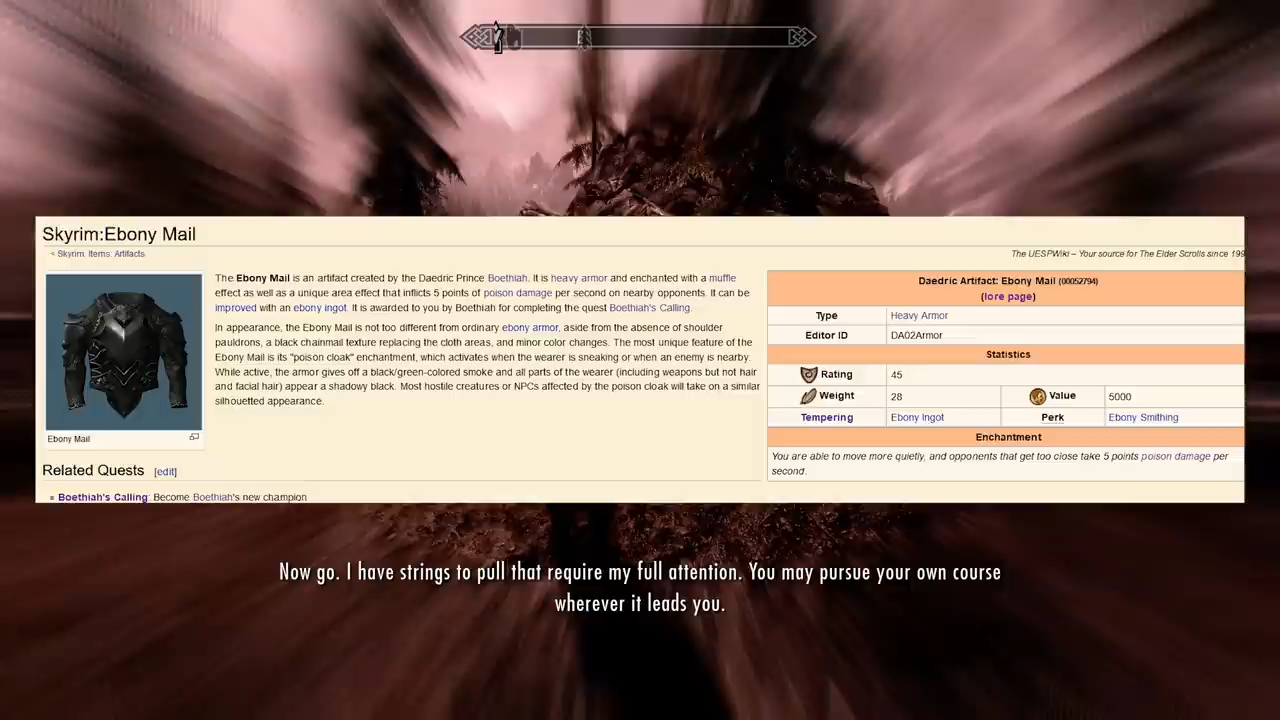 Skyrim:Ebony Mail
< Skyrim: Items: Artifacts
The UESPWiki – Your source for The Elder Scrolls since 199
The Ebony Mail is an artifact created by the Daedric Prince Boethiah. It is heavy armor and enchanted with a muffle
effect as well as a unique area effect that inflicts 5 points of poison damage per second on nearby opponents. It can be
improved with an ebony ingot. It is awarded to you by Boethiah for completing the quest Boethiah's Calling.
In appearance, the Ebony Mail is not too different from ordinary ebony armor, aside from the absence of shoulder
pauldrons, a black chainmail texture replacing the cloth areas, and minor color changes. The most unique feature of the
Ebony Mail is its "poison cloak" enchantment, which activates when the wearer is sneaking or when an enemy is nearby.
While active, the armor gives off a black/green-colored smoke and all parts of the wearer (including weapons but not hair
and facial hair) appear a shadowy black. Most hostile creatures or NPCs affected by the poison cloak will take on a similar
silhouetted appearance.
Ebony Mail
Related Quests [edit]
Boethiah's Calling: Become Boethiah's new champion
Daedric Artifact: Ebony Mail (00052794)
(lore page)
Type Heavy Armor
Editor ID DA02Armor
Statistics
Rating 45
Weight 28 Value 5000
Tempering Ebony Ingot Perk Ebony Smithing
Enchantment
You are able to move more quietly, and opponents that get too close take 5 points poison damage per
second.
Now go. I have strings to pull that require my full attention. You may pursue your own course
wherever it leads you.